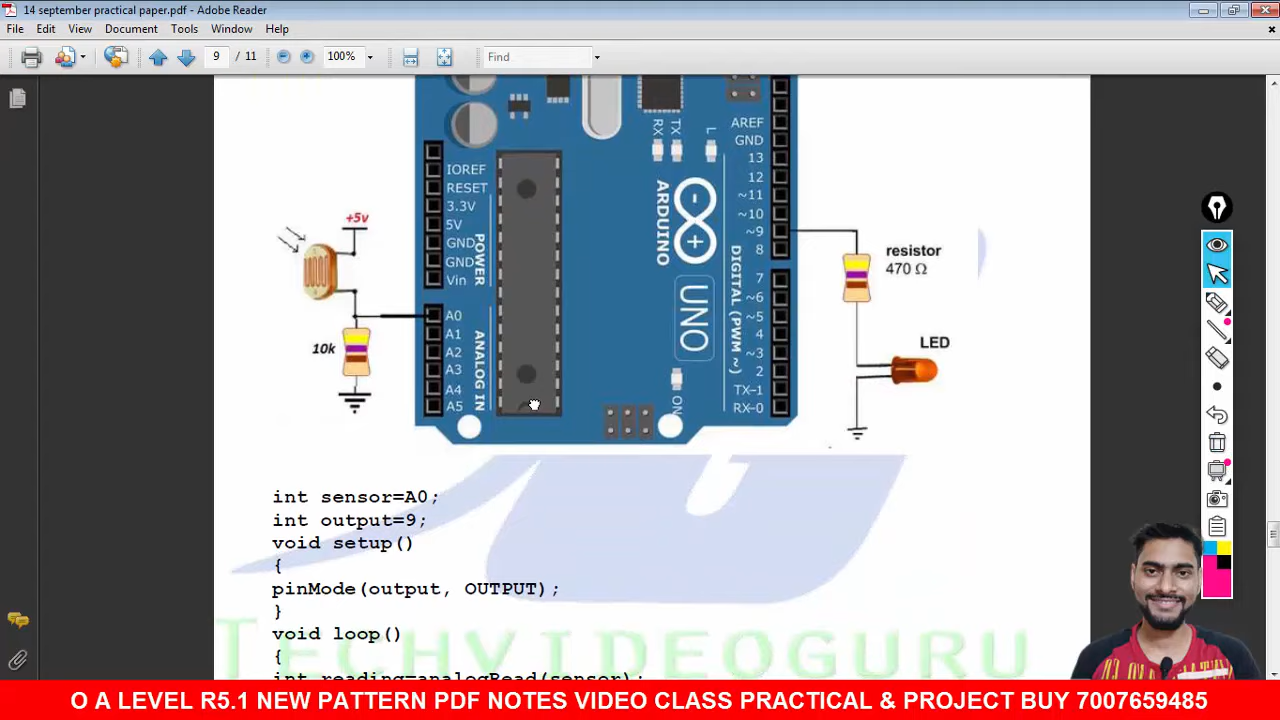 14 september practical paper.pdf - Adobe Reader
File Edit View Document Tools Window Help
9 / 11 100% Find
RX TX L
AREF
GND
13
12
~11
~10
~9
8
7
~6
~5
4
~3
2
TX-1
RX-0
DIGITAL (PWM ~)
ARDUINO
UNO
ON
IOREF
RESET
3.3V
5V
GND
GND
Vin
POWER
A0
A1
A2
A3
A4
A5
ANALOG IN
+5v
10k
resistor
470 Ω
LED
int sensor=A0;
int output=9;
void setup()
{
pinMode(output, OUTPUT);
}
void loop()
{
int reading=analogRead(sensor);
TECHVIDEOGURU
O A LEVEL R5.1 NEW PATTERN PDF NOTES VIDEO CLASS PRACTICAL & PROJECT BUY 7007659485